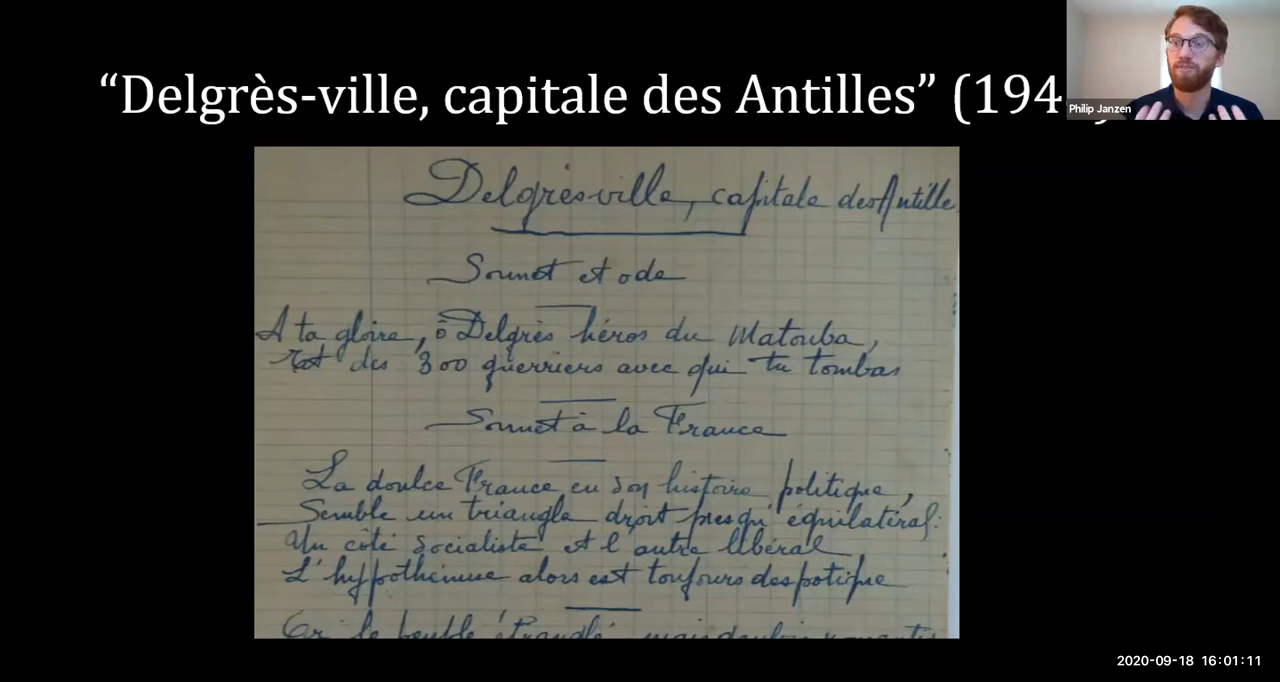 “Delgrès-ville, capitale des Antilles” (194
Philip Janzen
Delgrès-ville, capitale des Antille
Sonnet et ode
A ta gloire, ô Delgrès héros du Matouba,
des 300 guerriers avec qui tu tombas
Sonnet à la France
La doulce France en son histoire politique,
Semble un triangle droit presqu' équilatéral.
Un côté socialiste et l'autre libéral
L'hypothénuse alors est toujours despotique
2020-09-18 16:01:11